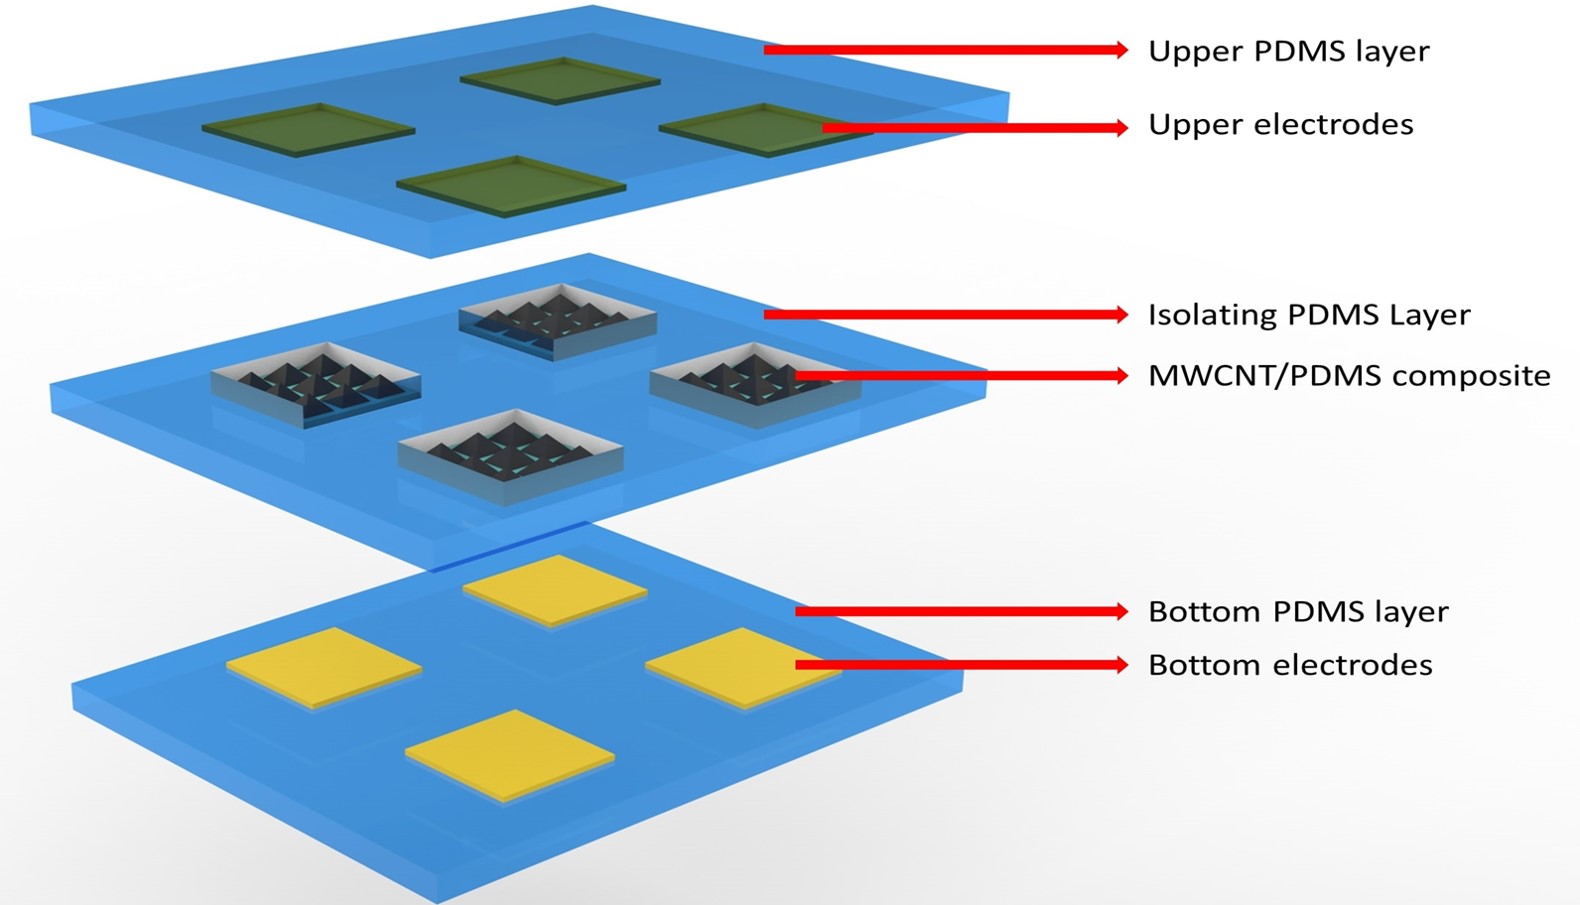 Upper PDMS layer
Upper electrodes
Isolating PDMS Layer
MWCNT/PDMS composite
Bottom PDMS layer
Bottom electrodes